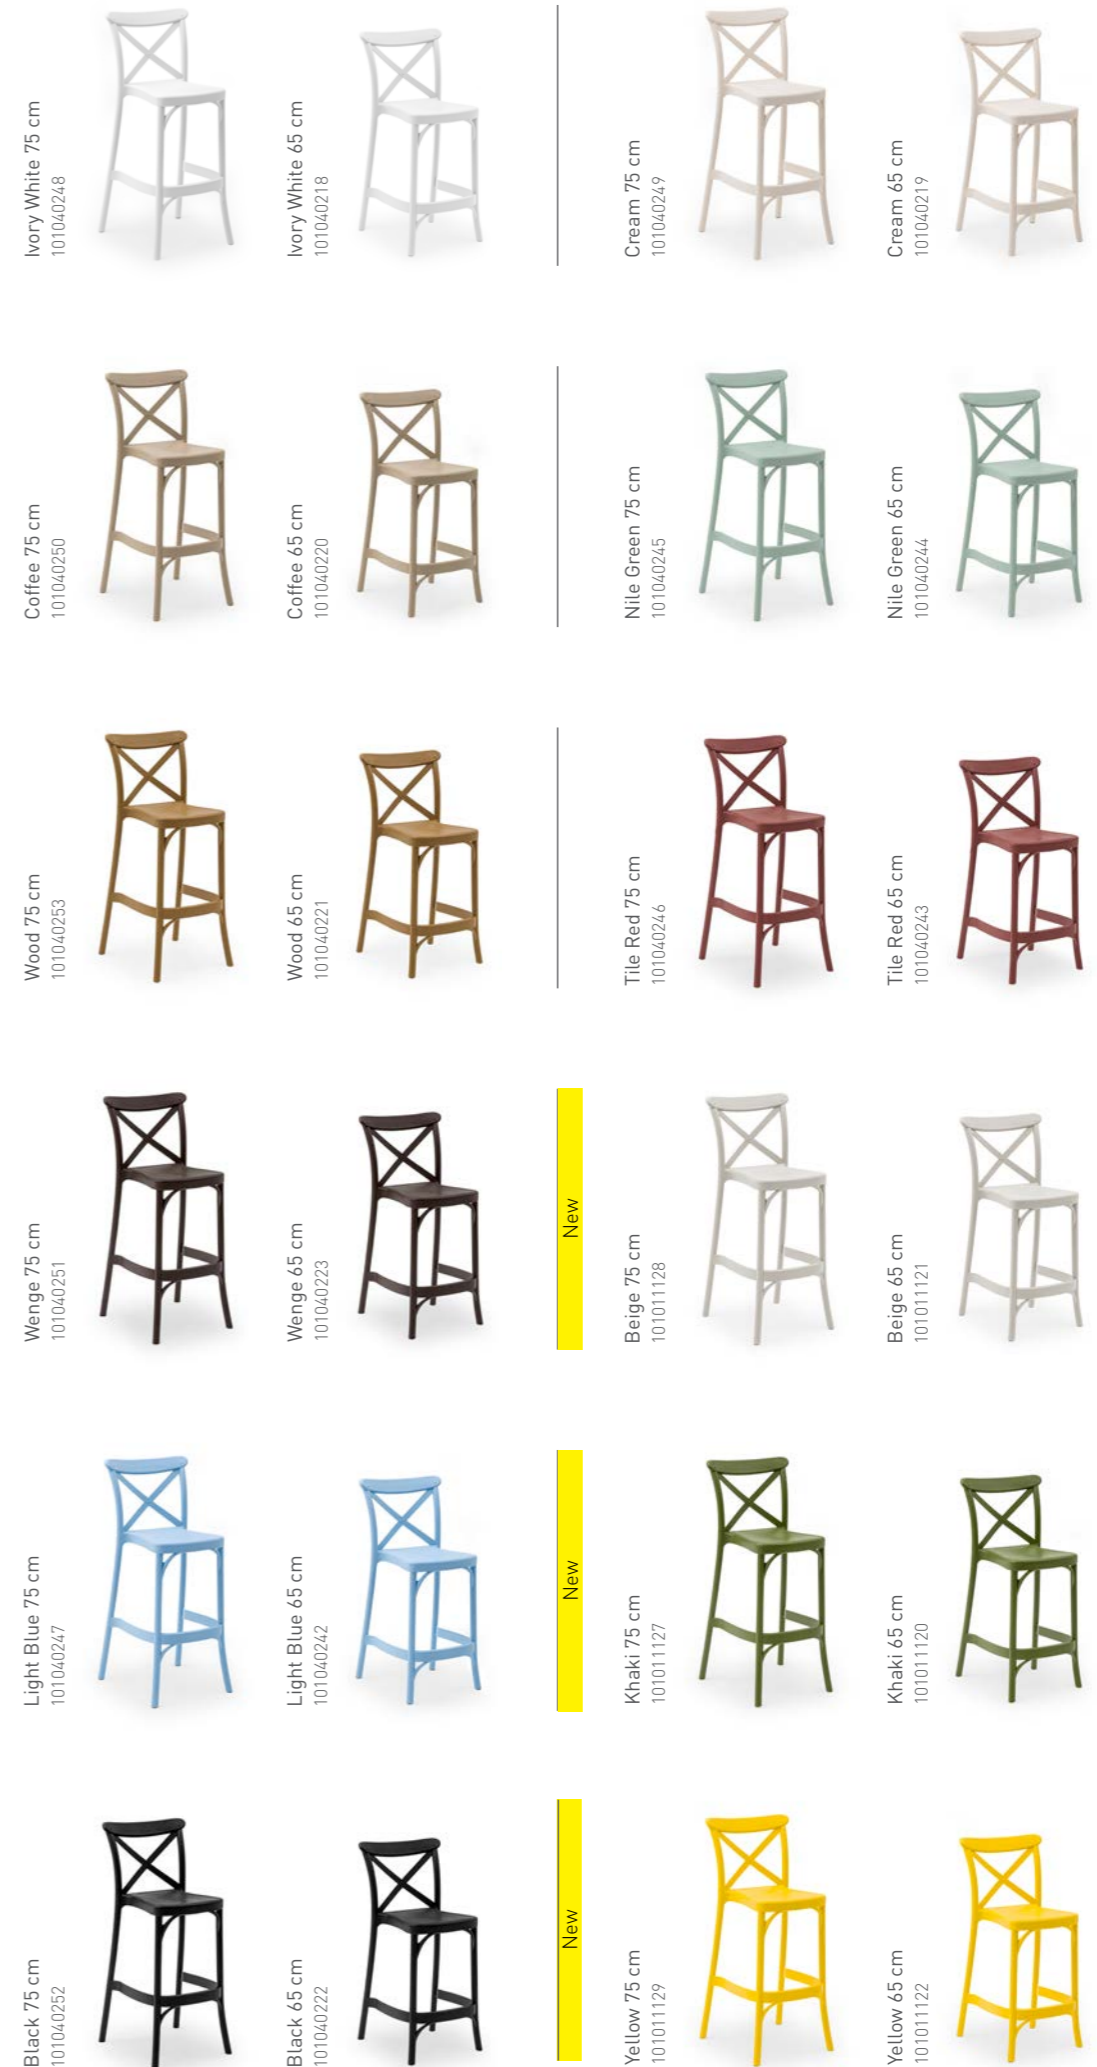 Ivory White 75 cm
101040248
Ivory White 65 cm
101040218
Cream 75 cm
101040249
Cream 65 cm
101040219
Coffee 75 cm
101040250
Coffee 65 cm
101040220
Nile Green 75 cm
101040245
Nile Green 65 cm
101040244
Wood 75 cm
101040253
Wood 65 cm
101040221
Tile Red 75 cm
101040246
Tile Red 65 cm
101040243
Wenge 75 cm
101040251
Wenge 65 cm
101040223
New
Beige 75 cm
101011128
Beige 65 cm
101011121
Light Blue 75 cm
101040247
Light Blue 65 cm
101040242
New
Khaki 75 cm
101011127
Khaki 65 cm
101011120
Black 75 cm
101040252
Black 65 cm
101040222
New
Yellow 75 cm
101011129
Yellow 65 cm
101011122